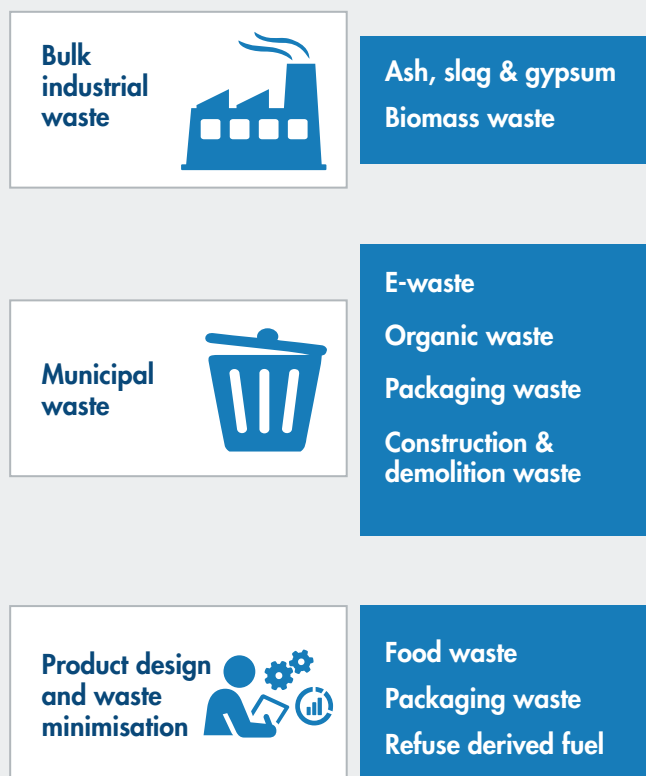 Bulk
industrial
waste
Ash, slag & gypsum
Biomass waste
Municipal
waste
E-waste
Organic waste
Packaging waste
Construction &
demolition waste
Product design
and waste
minimisation
Food waste
Packaging waste
Refuse derived fuel